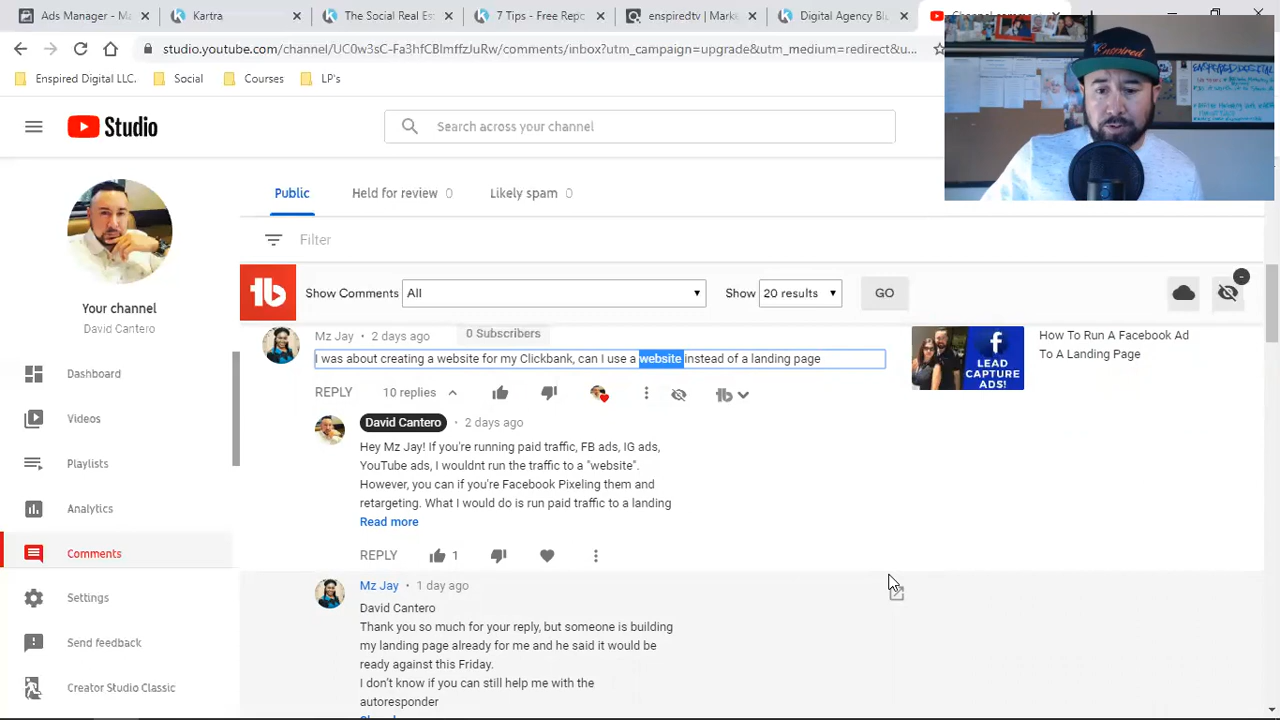 Ads Manager - Ma
Kartra
The Social Real Es
7 Tips - Free Repo
enspiredtv | Mark
Digital Agency Bi
Channel comme
studio.youtube.com/
-Fa3hfCBlmffzJuRw/comments/inbox?utm_campaign=upgrade&utm_medium=redirect&u...
Enspired Digital LLC.
Social
Courses
LP's
Studio
Search across your channel
Public
Held for review 0
Likely spam 0
Filter
Show Comments All
Show 20 results
GO
Your channel
David Cantero
Dashboard
Videos
Playlists
Analytics
Comments
Settings
Send feedback
Creator Studio Classic
Mz Jay • 2 days ago
0 Subscribers
I was about creating a website for my Clickbank, can I use a website instead of a landing page
REPLY
10 replies
LEAD
CAPTURE
ADS!
How To Run A Facebook Ad
To A Landing Page
David Cantero • 2 days ago
Hey Mz Jay! If you're running paid traffic, FB ads, IG ads,
YouTube ads, I wouldnt run the traffic to a "website".
However, you can if you're Facebook Pixeling them and
retargeting. What I would do is run paid traffic to a landing
Read more
REPLY
1
Mz Jay • 1 day ago
David Cantero
Thank you so much for your reply, but someone is building
my landing page already for me and he said it would be
ready against this Friday.
I don't know if you can still help me with the
autoresponder